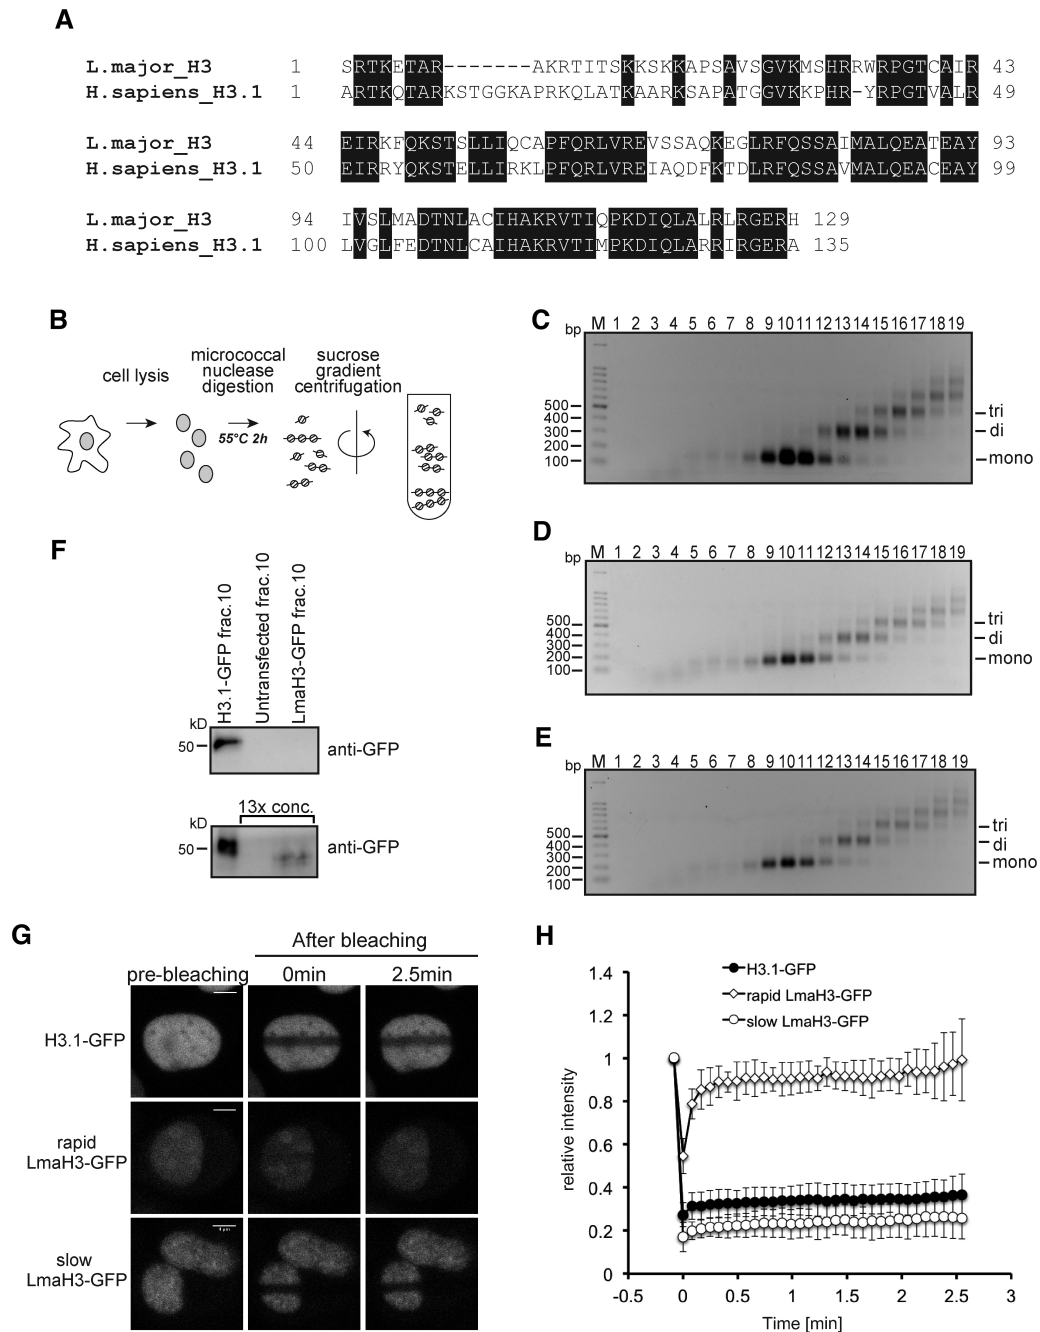 A
L.major_H3 1 SRTKETAR-------AKRTITSKKSKKAPSAVSGVKMSHRRWRPGTCAIR 43
H.sapiens_H3.1 1 ARTKQTARKSTGGKAPRKQLATKAARKSAPATGGVKKPHR-YRPGTVALR 49
L.major_H3 44 EIRKFQKSTSLLIQCAPFQRLVREVSSAQKEGLRFQSSAIMALQEATEAY 93
H.sapiens_H3.1 50 EIRRYQKSTELLIRKLPFQRLVREIAQDFKTDLRFQSSAVMALQEACEAY 99
L.major_H3 94 IVSLMADTNLACIHAKRVTIQPKDIQLALRLRGERH 129
H.sapiens_H3.1 100 LVGLFEDTNLCAIHAKRVTIMPKDIQLARRIRGERA 135
B
cell lysis
micrococcal
nuclease
digestion
55°C 2h
sucrose
gradient
centrifugation
C
bp M 1 2 3 4 5 6 7 8 9 10 11 12 13 14 15 16 17 18 19
500
400
300
200
100
tri
di
mono
D
bp M 1 2 3 4 5 6 7 8 9 10 11 12 13 14 15 16 17 18 19
500
400
300
200
100
tri
di
mono
E
bp M 1 2 3 4 5 6 7 8 9 10 11 12 13 14 15 16 17 18 19
500
400
300
200
100
tri
di
mono
F
H3.1-GFP frac.10
Untransfected frac.10
LmaH3-GFP frac.10
kD
50
anti-GFP
13x conc.
kD
50
anti-GFP
G
After bleaching
pre-bleaching 0min 2.5min
H3.1-GFP
rapid
LmaH3-GFP
slow
LmaH3-GFP
4 µm
H
H3.1-GFP
rapid LmaH3-GFP
slow LmaH3-GFP
relative intensity
1.4
1.2
1
0.8
0.6
0.4
0.2
0
-0.5 0 0.5 1 1.5 2 2.5 3
Time [min]